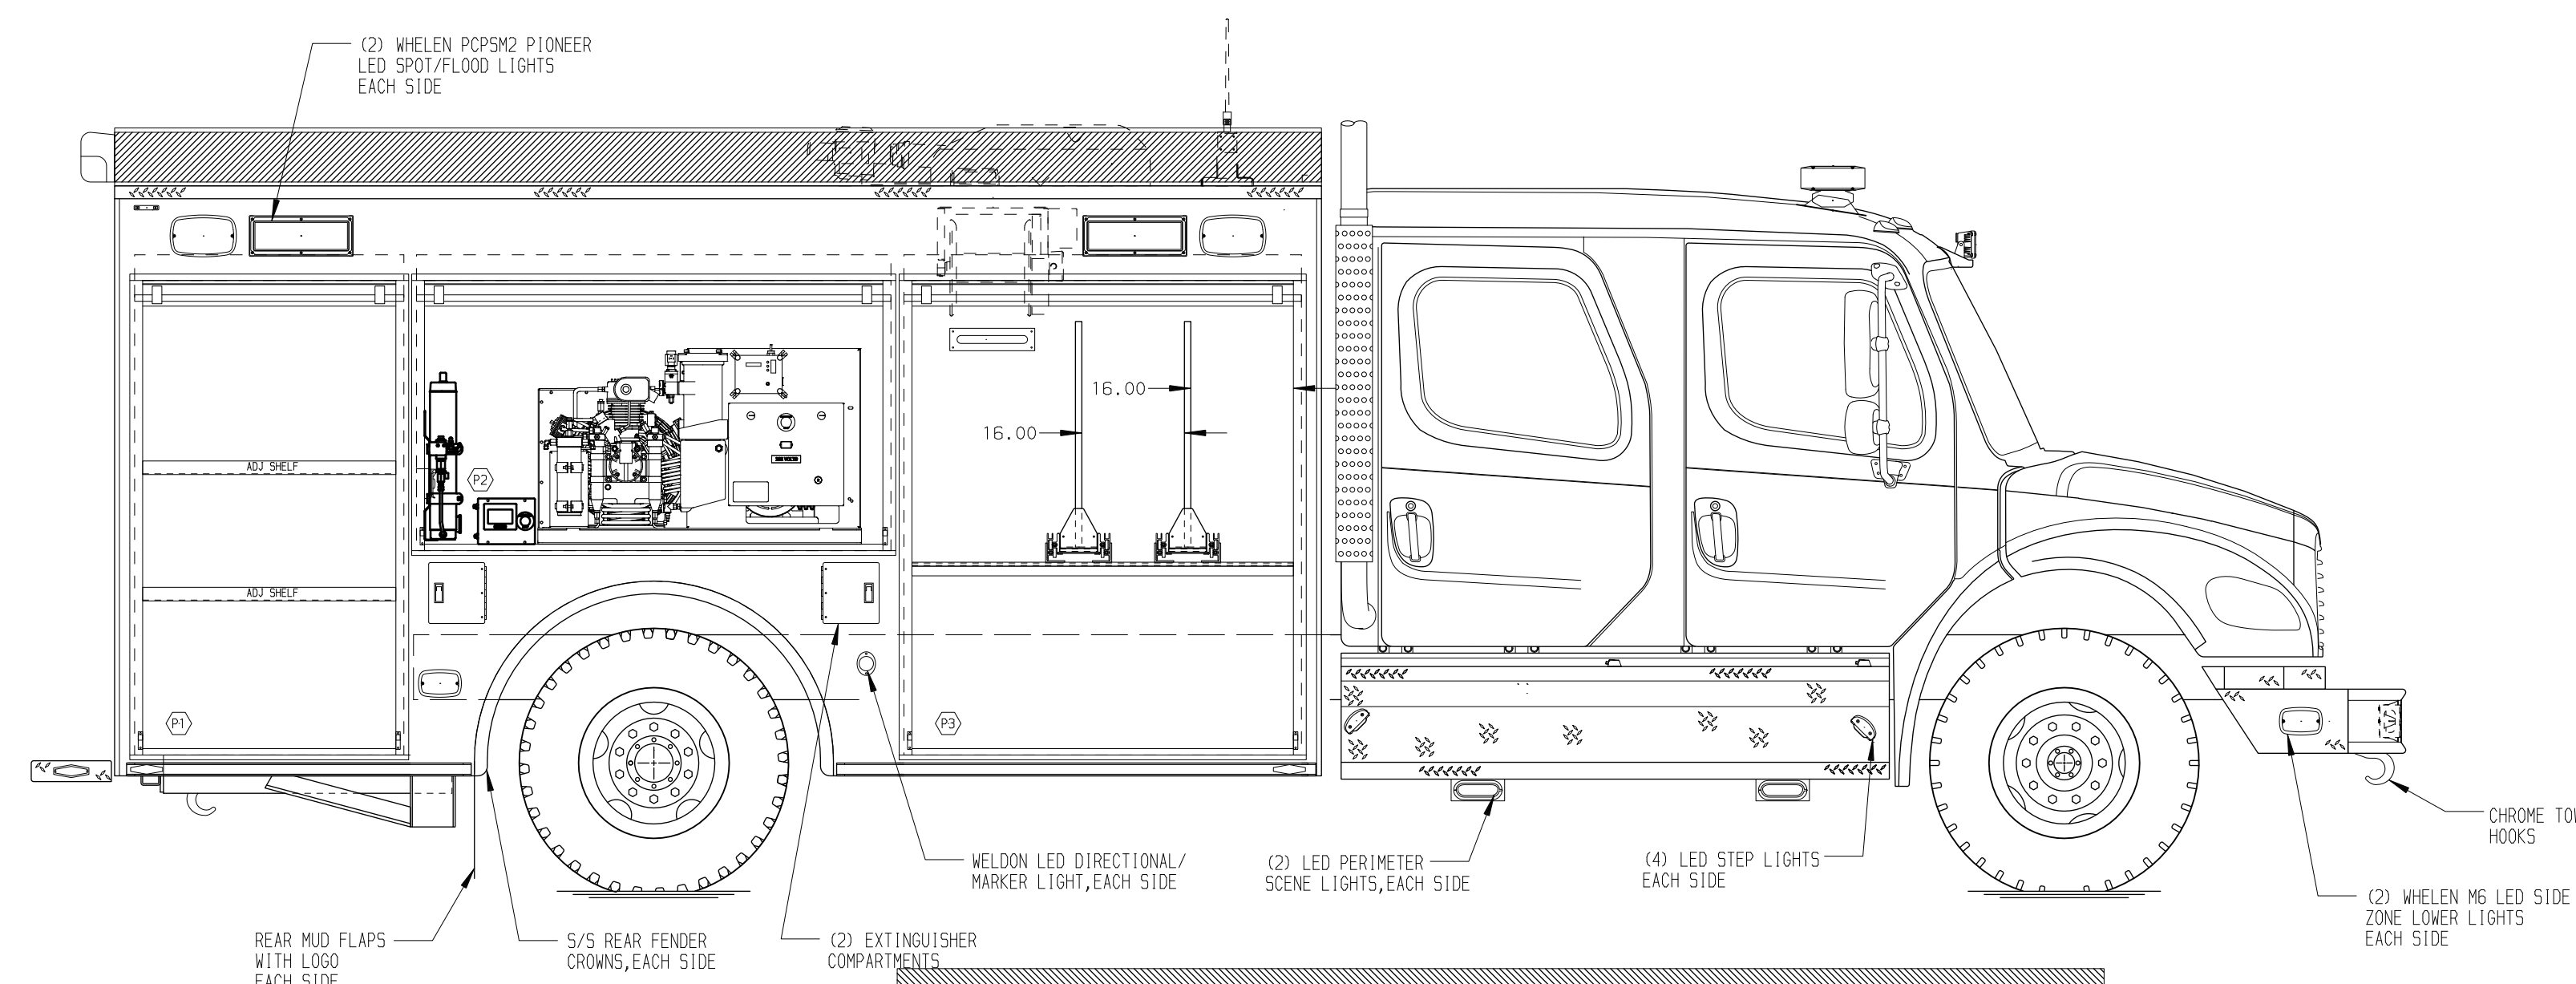 (2) WHELEN PCPSM2 PIONEER
LED SPOT/FLOOD LIGHTS
EACH SIDE
16.00
16.00
ADJ SHELF
P2
ADJ SHELF
P1
P3
CHROME TO
HOOKS
WELDON LED DIRECTIONAL/
MARKER LIGHT,EACH SIDE
(2) LED PERIMETER
SCENE LIGHTS,EACH SIDE
(4) LED STEP LIGHTS
EACH SIDE
(2) WHELEN M6 LED SIDE
ZONE LOWER LIGHTS
EACH SIDE
REAR MUD FLAPS
WITH LOGO
EACH SIDE
S/S REAR FENDER
CROWNS,EACH SIDE
(2) EXTINGUISHER
COMPARTMENTS